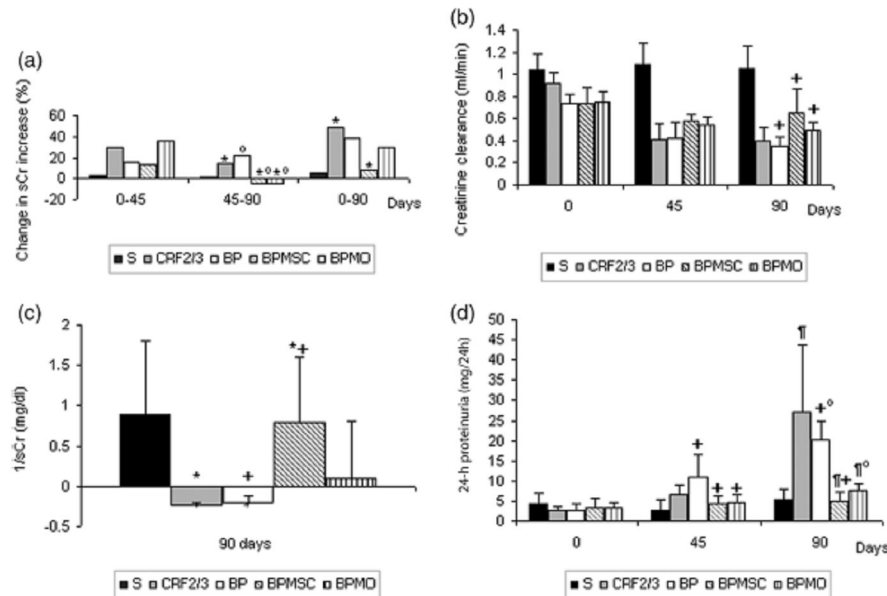 (a)
Change in sCr increase (%)
60
40
20
0
-20
*
* o
*o *o
*
*
0-45 45-90 0-90 Days
S CRF2/3 BP BPMSC BPMO
(b)
Creatinine clearance (ml/min)
1.4
1.2
1
0.8
0.6
0.4
0.2
0
+
+
+
0 45 90 Days
S CRF2/3 BP BPMSC BPMO
(c)
1/sCr (mg/dl)
2
1.5
1
0.5
0
-0.5
*+
* +
90 days
S CRF2/3 BP BPMSC BPMO
(d)
24-h proteinuria (mg/24h)
50
45
40
35
30
25
20
15
10
5
0
¶
+o
+
+ +
¶+ ¶o
0 45 90 Days
S CRF2/3 BP BPMSC BPMO